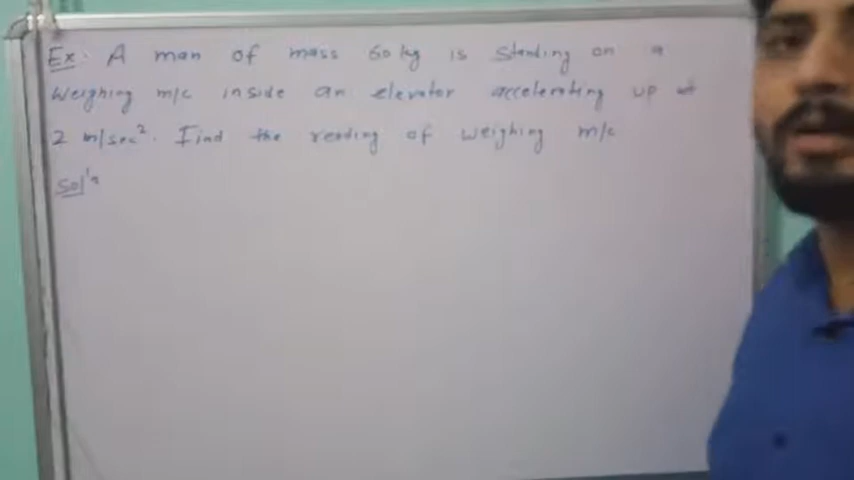 Ex: A man of mass 60 kg is standing on a
weighing m/c inside an elevator accelerating up at
2 m/sec². Find the reading of weighing m/c
Sol'n